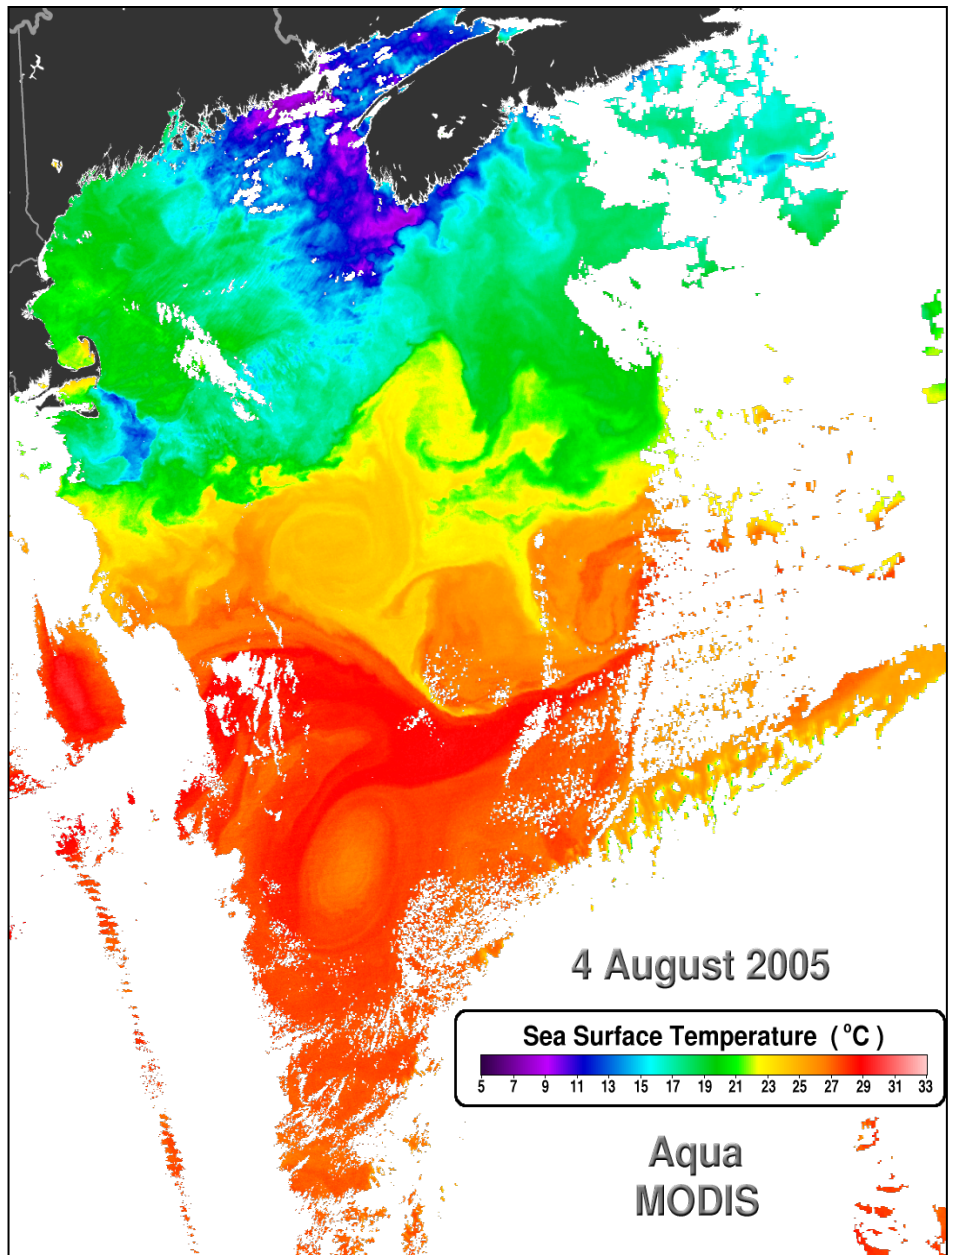 4 August 2005
Sea Surface Temperature (°C)
5 7 9 11 13 15 17 19 21 23 25 27 29 31 33
Aqua
MODIS